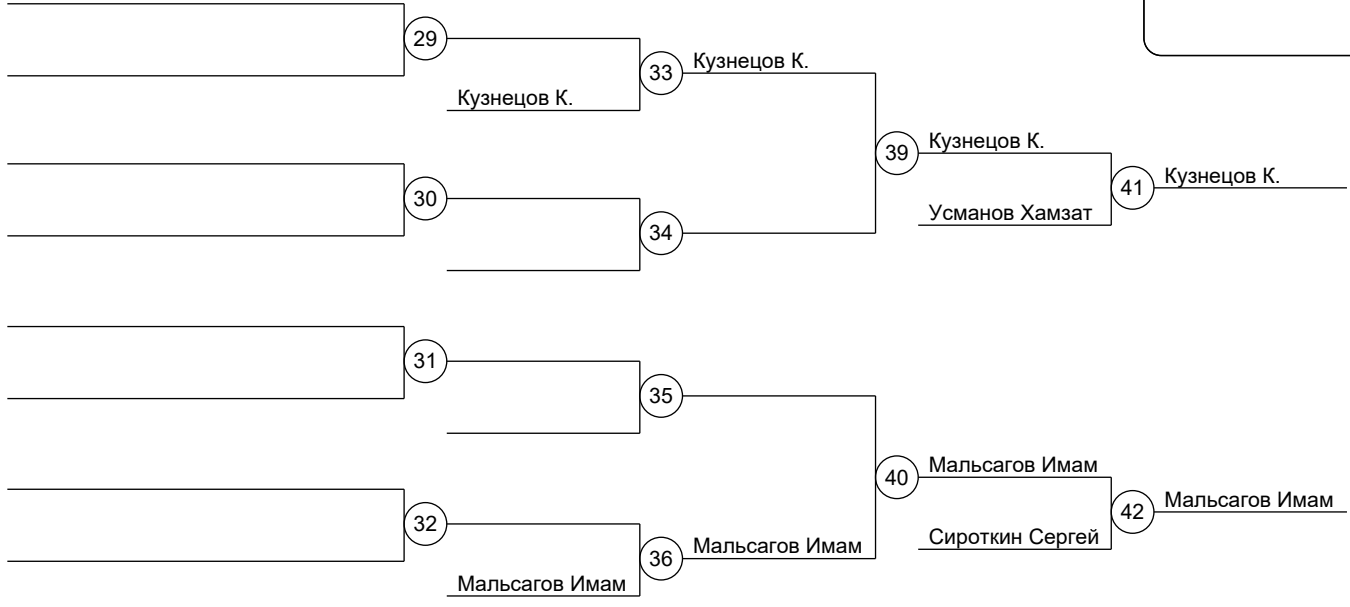 29
Кузнецов К.
33
Кузнецов К.
30
34
39
Кузнецов К.
Усманов Хамзат
41
Кузнецов К.
31
35
32
Мальсагов Имам
36
Мальсагов Имам
40
Мальсагов Имам
Сироткин Сергей
42
Мальсагов Имам